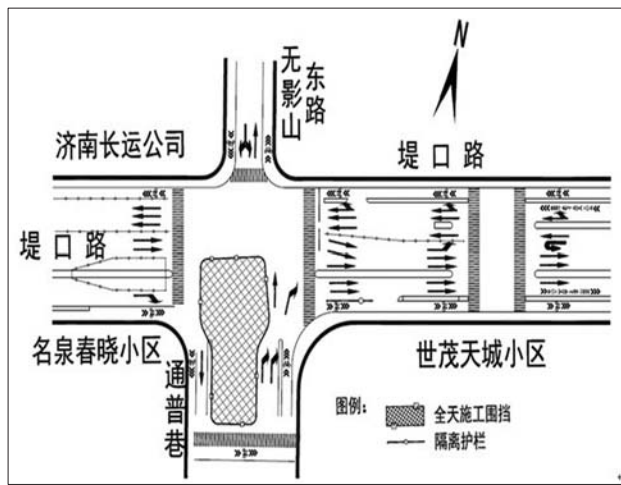 N
无影山
东路
济南长运公司
堤口路
堤口路
名泉春晓小区
世茂天城小区
通普巷
图例：
全天施工围挡
隔离护栏